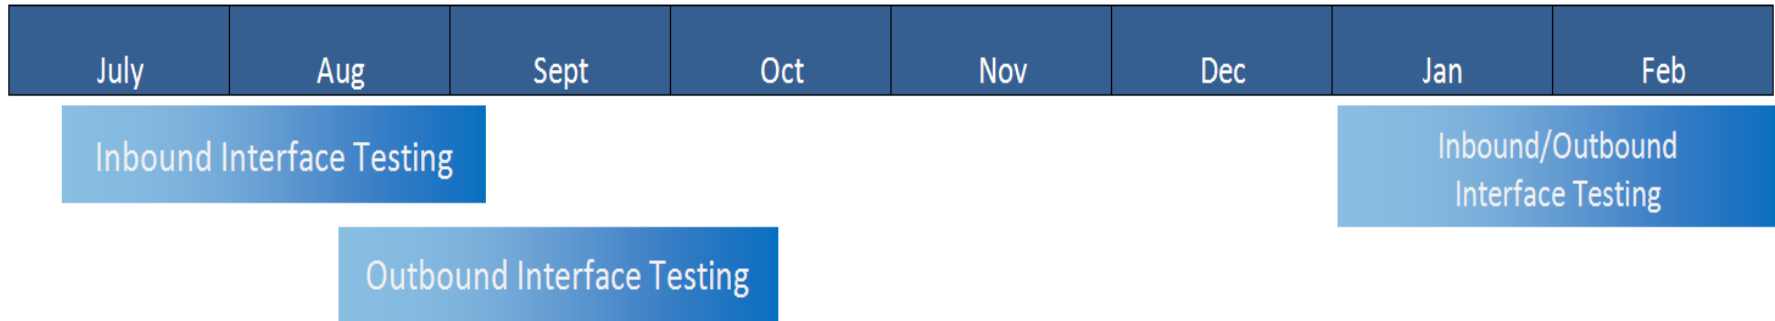 July Aug Sept Oct Nov Dec Jan Feb
Inbound Interface Testing
Inbound/Outbound
Interface Testing
Outbound Interface Testing